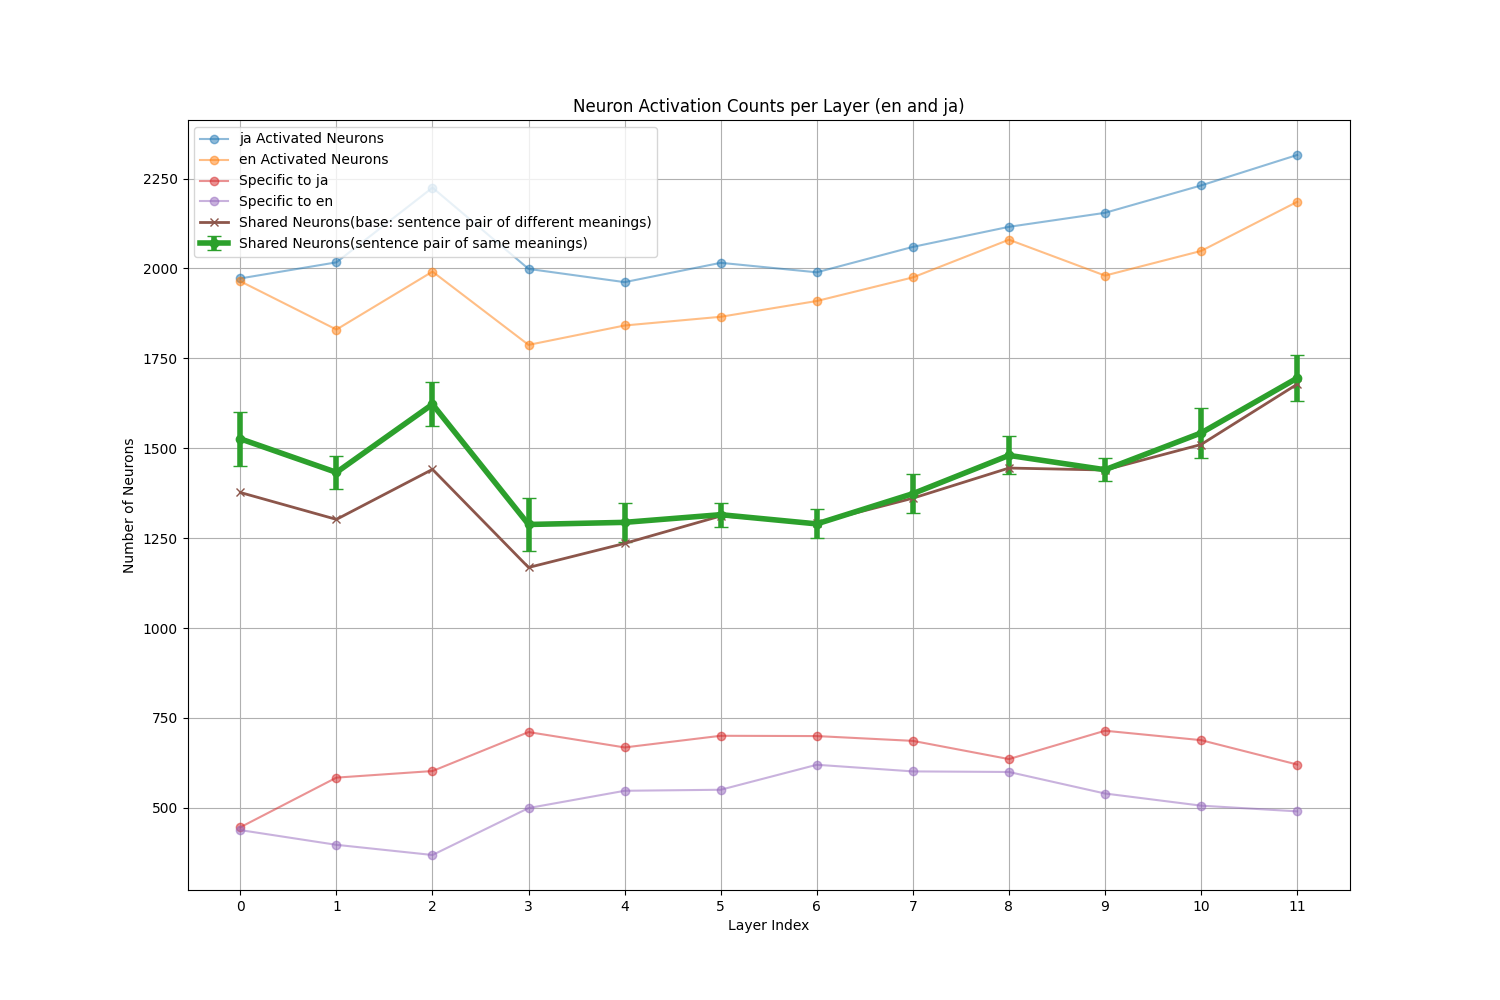 Neuron Activation Counts per Layer (en and ja)
ja Activated Neurons
en Activated Neurons
Specific to ja
Specific to en
Shared Neurons(base: sentence pair of different meanings)
Shared Neurons(sentence pair of same meanings)
2250
2000
1750
1500
1250
1000
750
500
Number of Neurons
0 1 2 3 4 5 6 7 8 9 10 11
Layer Index